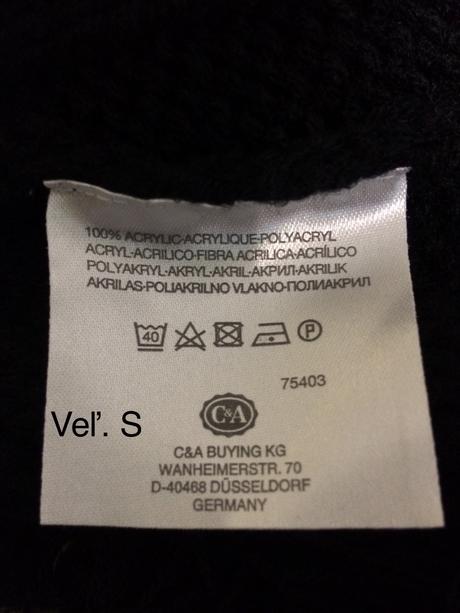 100% ACRYLIC·ACRYLIQUE·POLYACRYL
ACRYL·ACRILICO·FIBRA ACRILICA·ACRÍLICO
POLYAKRYL·AKRYL·AKRIL·АКРИЛ·AKRILIK
AKRILAS·POLIAKRILNO VLAKNO·ПОЛИАКРИЛ
40 P
75403
C&A
Veľ. S
C&A BUYING KG
WANHEIMERSTR. 70
D-40468 DÜSSELDORF
GERMANY